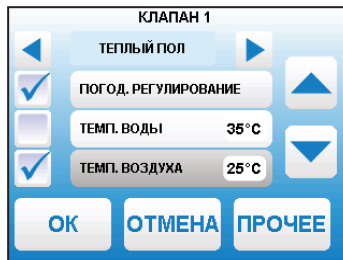 КЛАПАН 1
ТЕПЛЫЙ ПОЛ
ПОГОД. РЕГУЛИРОВАНИЕ
ТЕМП. ВОДЫ 35°C
ТЕМП. ВОЗДУХА 25°C
ОК ОТМЕНА ПРОЧЕЕ